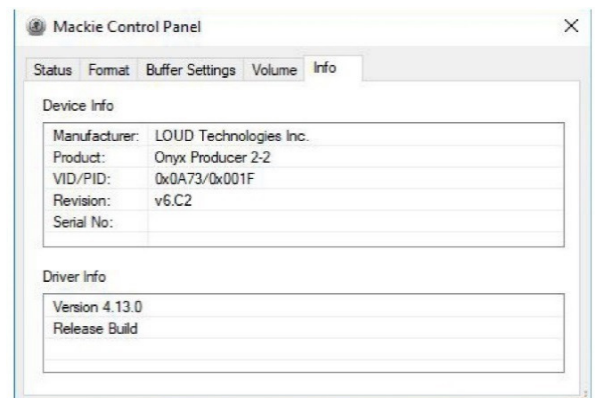 Mackie Control Panel
Status Format Buffer Settings Volume Info
Device Info
Manufacturer: LOUD Technologies Inc.
Product: Onyx Producer 2-2
VID/PID: 0x0A73/0x001F
Revision: v6.C2
Serial No:
Driver Info
Version 4.13.0
Release Build